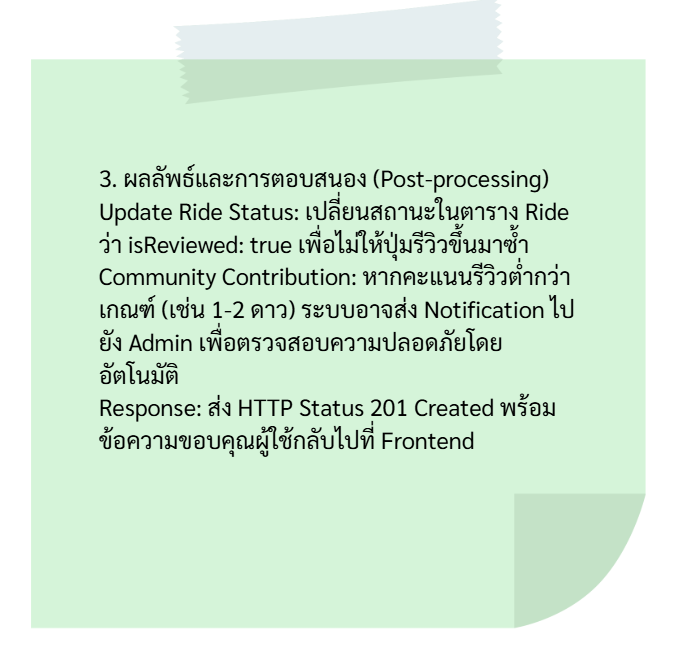 3. ผลลัพธ์และการตอบสนอง (Post-processing)
Update Ride Status: เปลี่ยนสถานะในตาราง Ride
ว่า isReviewed: true เพื่อไม่ให้ปุ่มรีวิวขึ้นมาซ้ำ
Community Contribution: หากคะแนนรีวิวต่ำกว่า
เกณฑ์ (เช่น 1-2 ดาว) ระบบอาจส่ง Notification ไป
ยัง Admin เพื่อตรวจสอบความปลอดภัยโดย
อัตโนมัติ
Response: ส่ง HTTP Status 201 Created พร้อม
ข้อความขอบคุณผู้ใช้กลับไปที่ Frontend